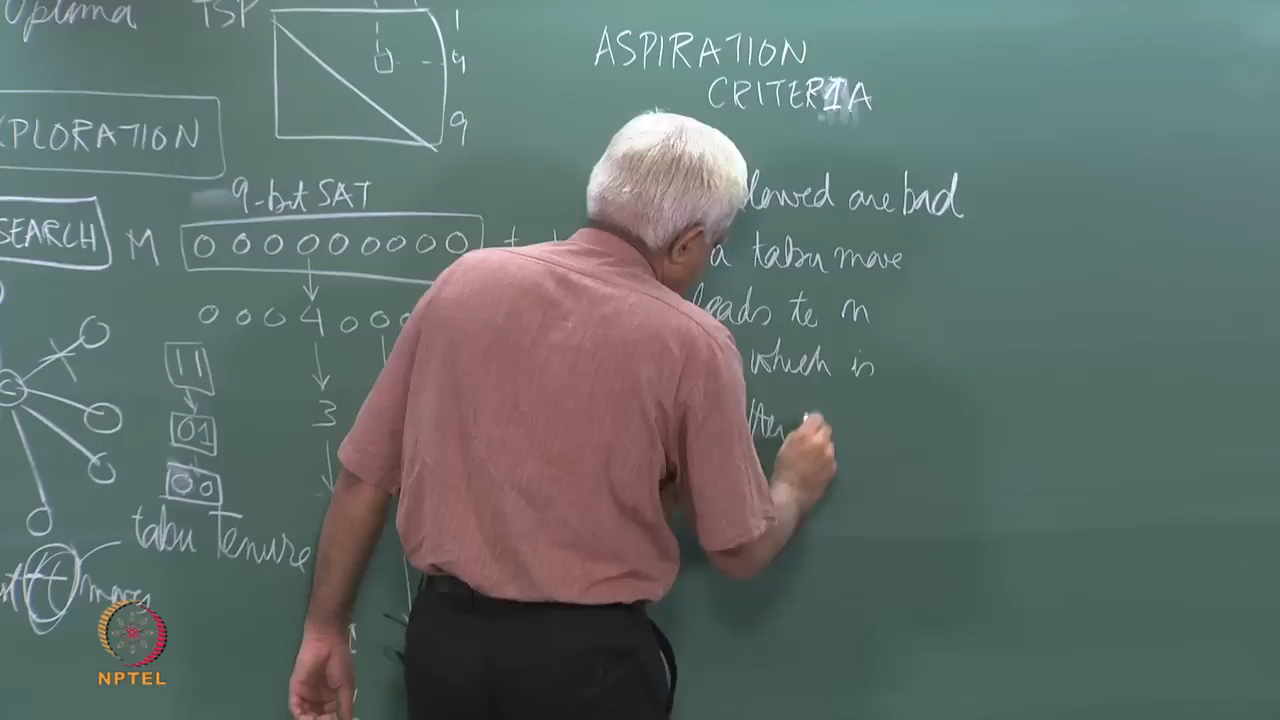 Optima TSP
1
9
9
ASPIRATION
CRITERIA
XPLORATION
9-bit SAT
SEARCH M 0 0 0 0 0 0 0 0 0
0 0 0 4 0 0
11
01
00
3
tabu Tenure
t moves
lowed are bad
a tabu move
leads to n
which is
NPTEL